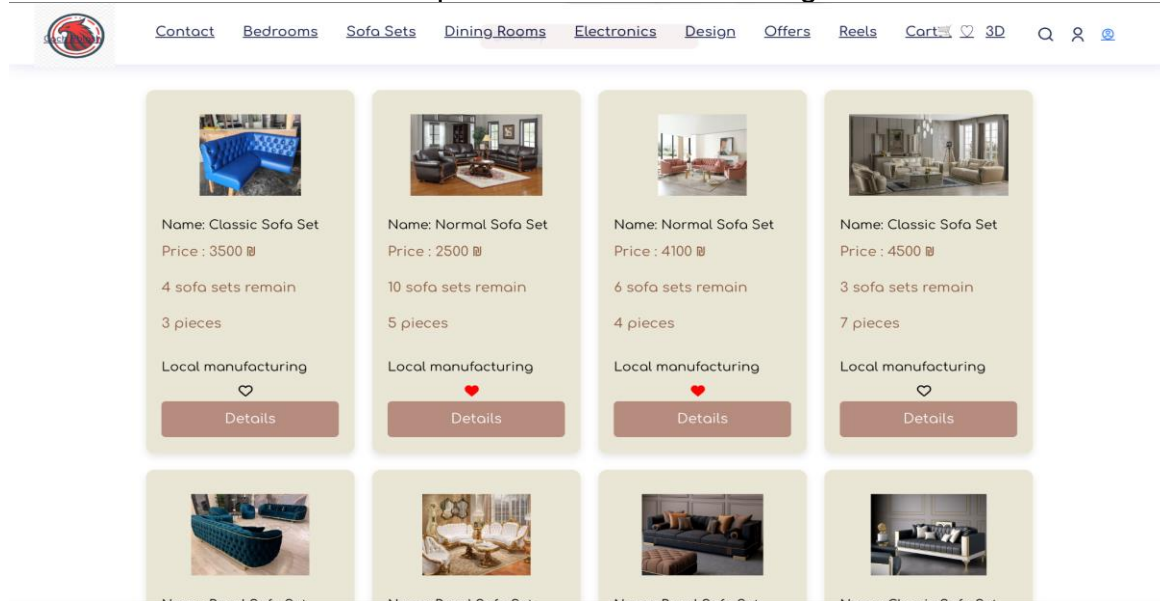 Contact Bedrooms Sofa Sets Dining Rooms Electronics Design Offers Reels Cart 3D
Name: Classic Sofa Set
Price : 3500 ₪
4 sofa sets remain
3 pieces
Local manufacturing
Details
Name: Normal Sofa Set
Price : 2500 ₪
10 sofa sets remain
5 pieces
Local manufacturing
Details
Name: Normal Sofa Set
Price : 4100 ₪
6 sofa sets remain
4 pieces
Local manufacturing
Details
Name: Classic Sofa Set
Price : 4500 ₪
3 sofa sets remain
7 pieces
Local manufacturing
Details